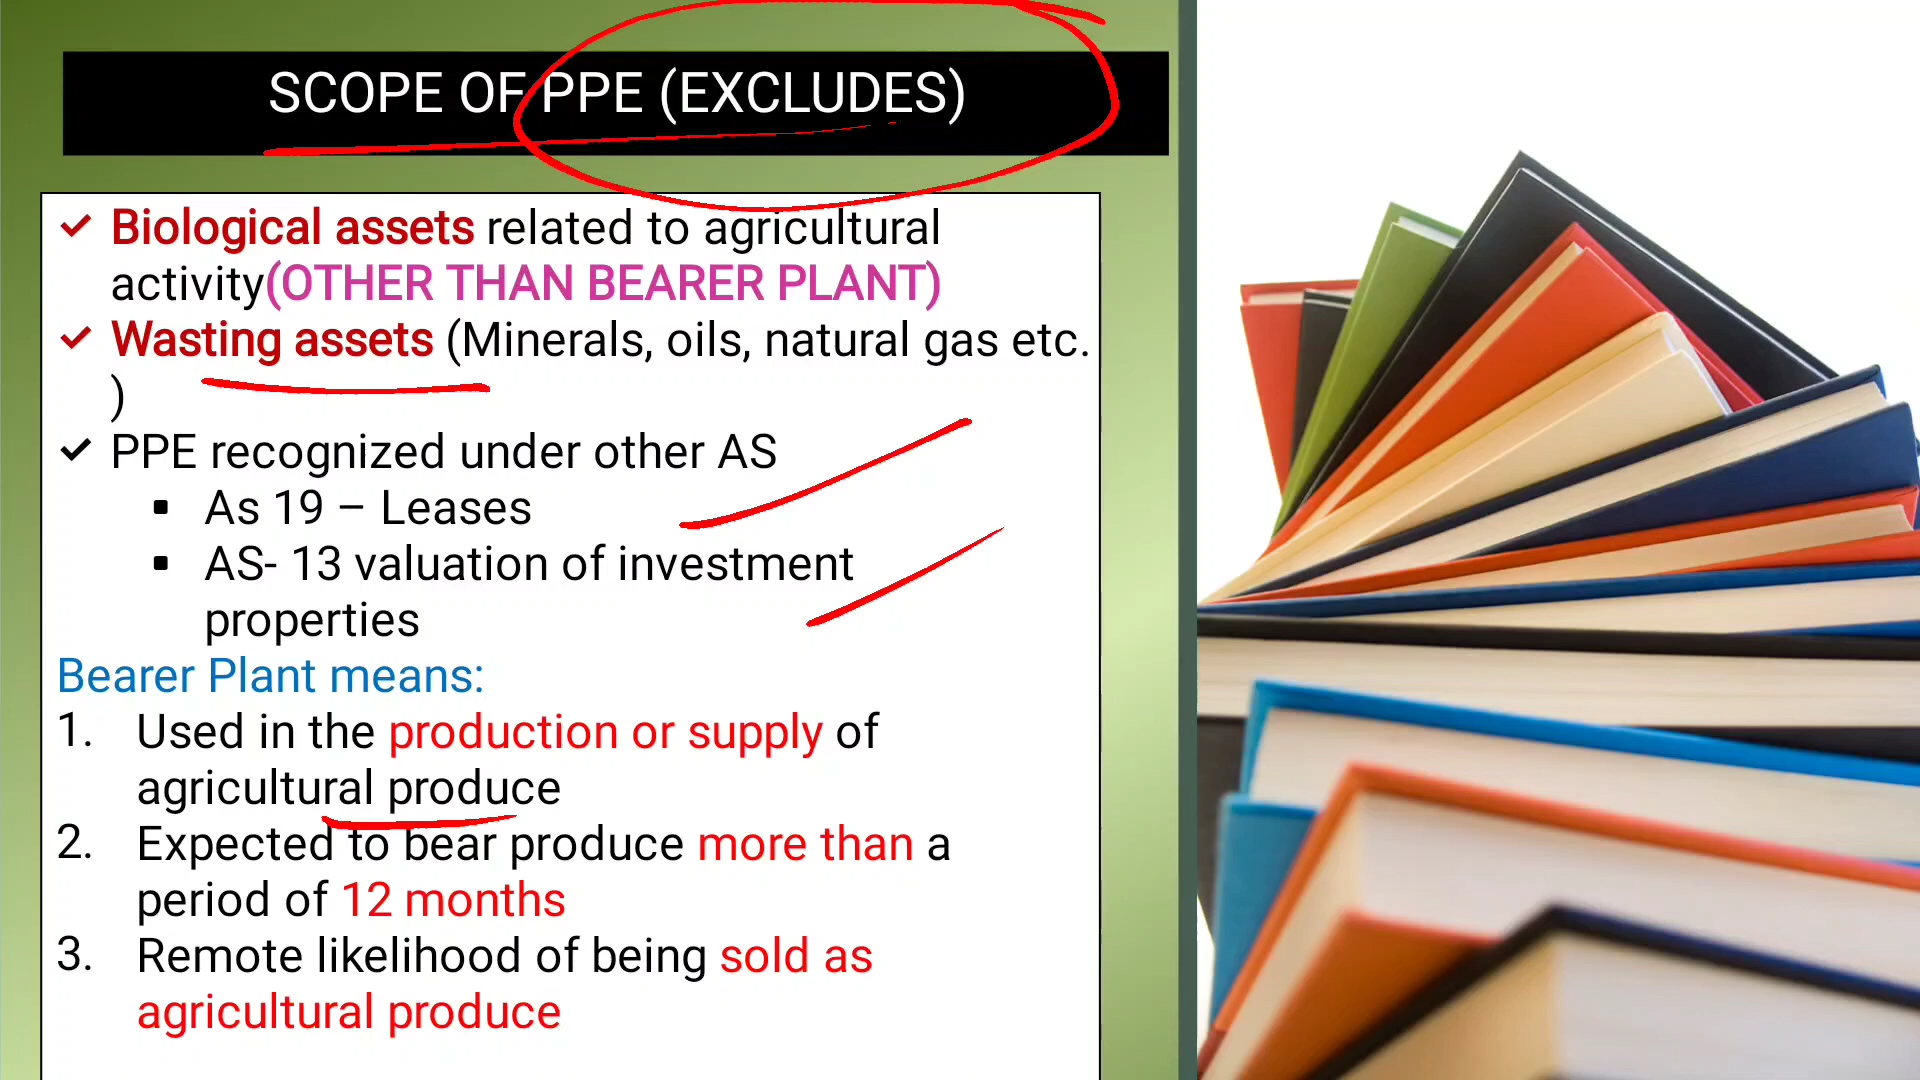 SCOPE OF PPE (EXCLUDES)
Biological assets related to agricultural
activity(OTHER THAN BEARER PLANT)
Wasting assets (Minerals, oils, natural gas etc.
)
PPE recognized under other AS
As 19 – Leases
AS- 13 valuation of investment
properties
Bearer Plant means:
1. Used in the production or supply of
agricultural produce
2. Expected to bear produce more than a
period of 12 months
3. Remote likelihood of being sold as
agricultural produce